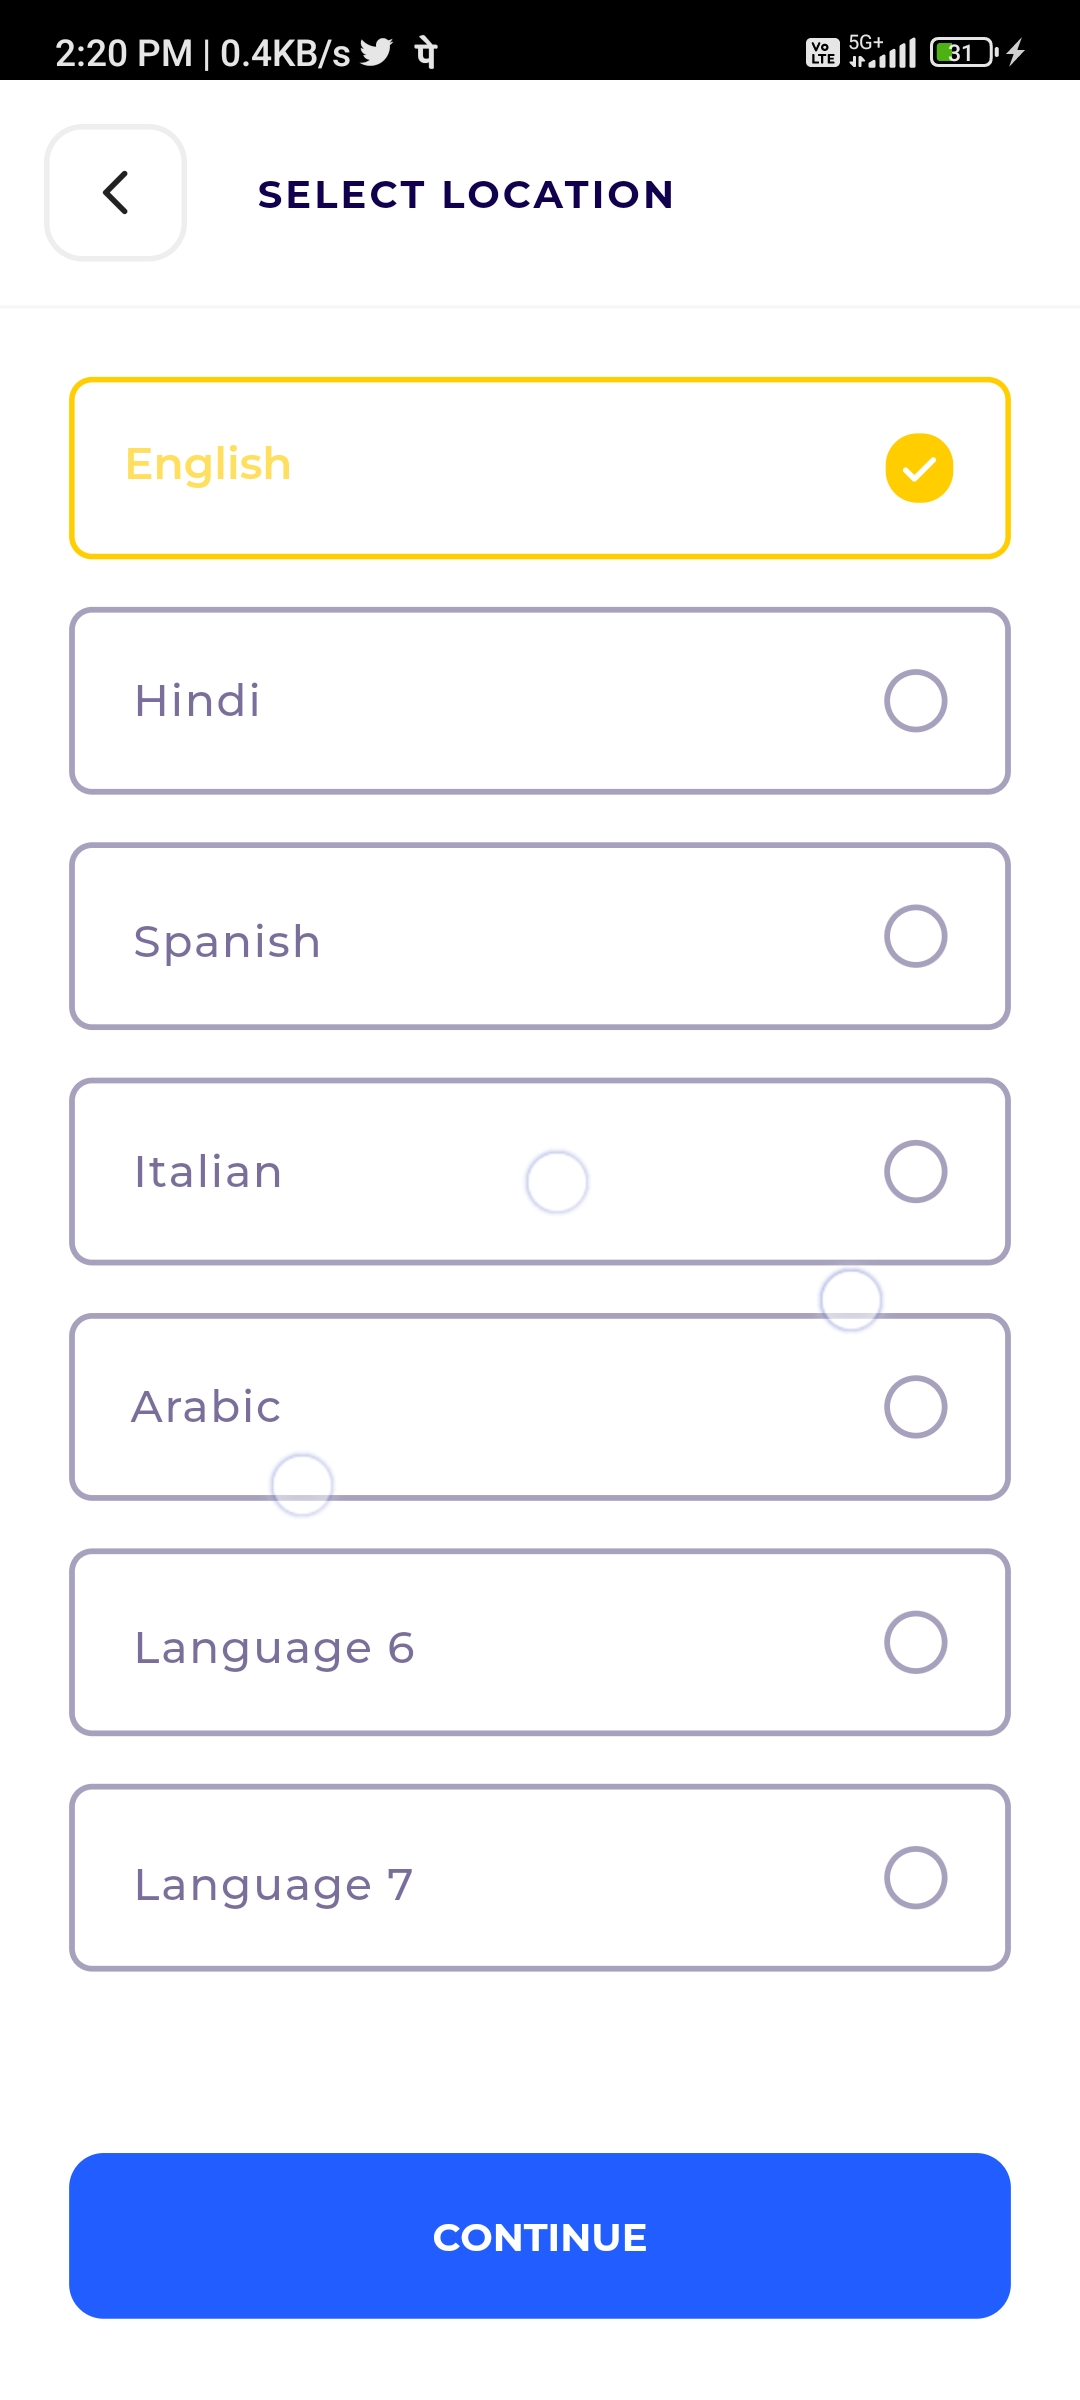 2:20 PM | 0.4KB/s पे
Vo LTE 5G+ 31
SELECT LOCATION
English
Hindi
Spanish
Italian
Arabic
Language 6
Language 7
CONTINUE